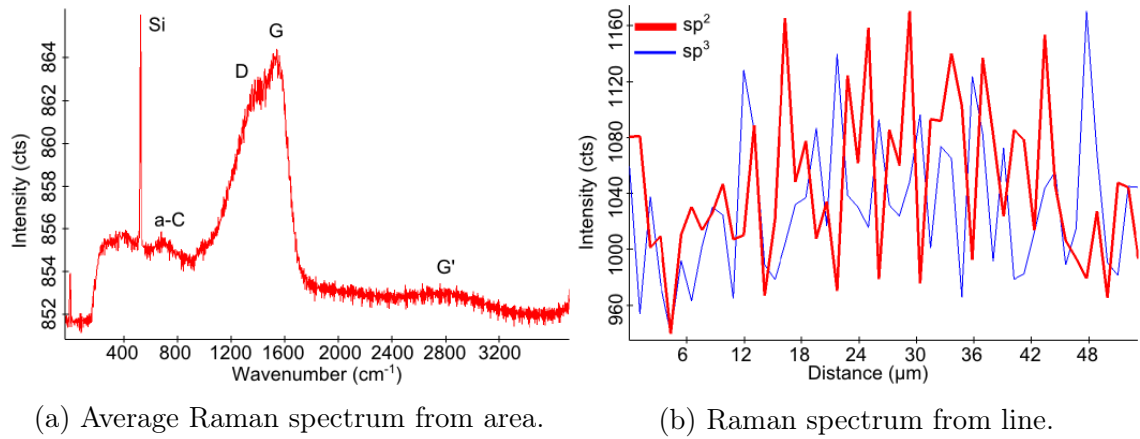 Si
G
D
a-C
G'
864
862
860
858
856
854
852
Intensity (cts)
400 800 1200 1600 2000 2400 2800 3200
Wavenumber (cm⁻¹)
(a) Average Raman spectrum from area.
sp²
sp³
1160
1120
1080
1040
1000
960
Intensity (cts)
6 12 18 24 30 36 42 48
Distance (µm)
(b) Raman spectrum from line.